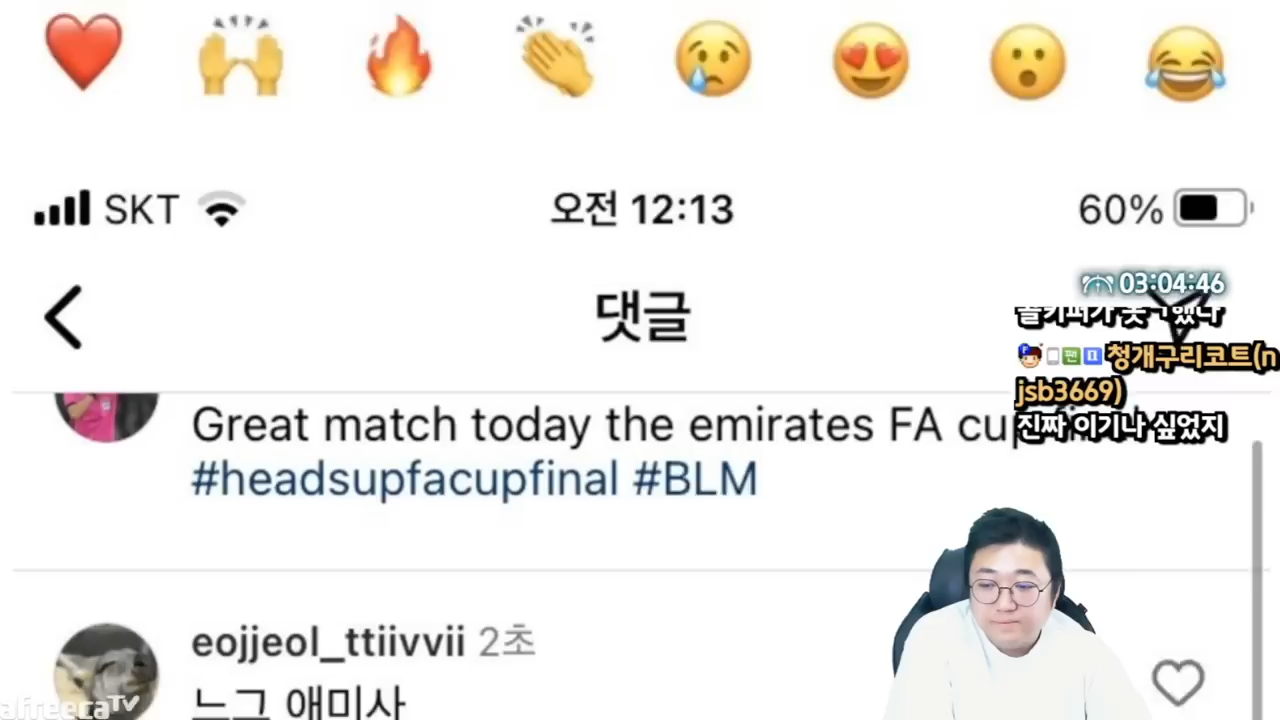 SKT
오전 12:13
60%
03:04:46
댓글
청개구리코트(n
jsb3669)
진짜 이기나 싶었지
Great match today the emirates FA cup
#headsupfacupfinal #BLM
eojjeol_ttiivvii 2초
느그 애미사
afreecaTV